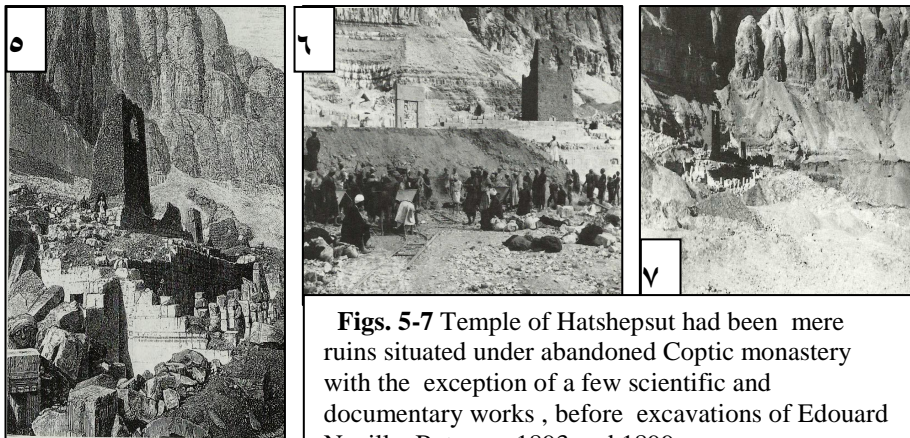 ٥
٦
٧
Figs. 5-7 Temple of Hatshepsut had been mere
ruins situated under abandoned Coptic monastery
with the exception of a few scientific and
documentary works , before excavations of Edouard